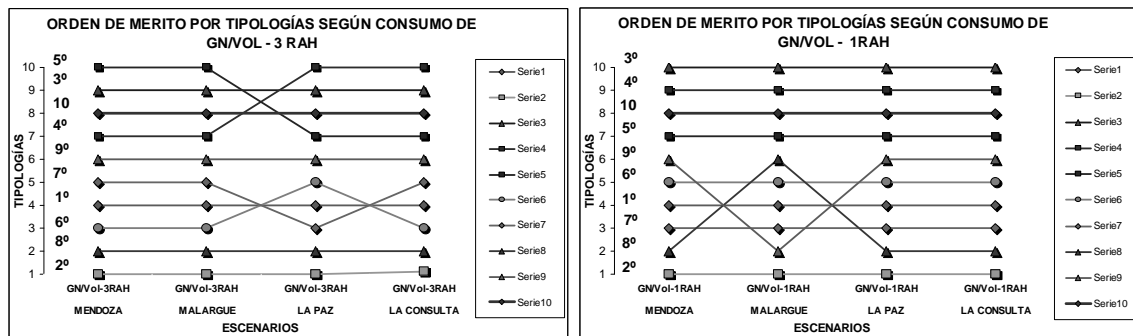 ORDEN DE MERITO POR TIPOLOGÍAS SEGÚN CONSUMO DE
GN/VOL - 3 RAH
TIPOLOGÍAS
10
9
8
7
6
5
4
3
2
1
5º
3º
10
4º
9º
7º
1º
6º
8º
2º
GN/Vol-3RAH GN/Vol-3RAH GN/Vol-3RAH GN/Vol-3RAH
MENDOZA MALARGUE LA PAZ LA CONSULTA
ESCENARIOS
Serie1
Serie2
Serie3
Serie4
Serie5
Serie6
Serie7
Serie8
Serie9
Serie10
ORDEN DE MERITO POR TIPOLOGÍAS SEGÚN CONSUMO DE
GN/VOL - 1RAH
TIPOLOGÍAS
10
9
8
7
6
5
4
3
2
1
3º
4º
10
5º
9º
6º
1º
7º
8º
2º
GN/Vol-1RAH GN/Vol-1RAH GN/Vol-1RAH GN/Vol-1RAH
MENDOZA MALARGUE LA PAZ LA CONSULTA
ESCENARIOS
Serie1
Serie2
Serie3
Serie4
Serie5
Serie6
Serie7
Serie8
Serie9
Serie10